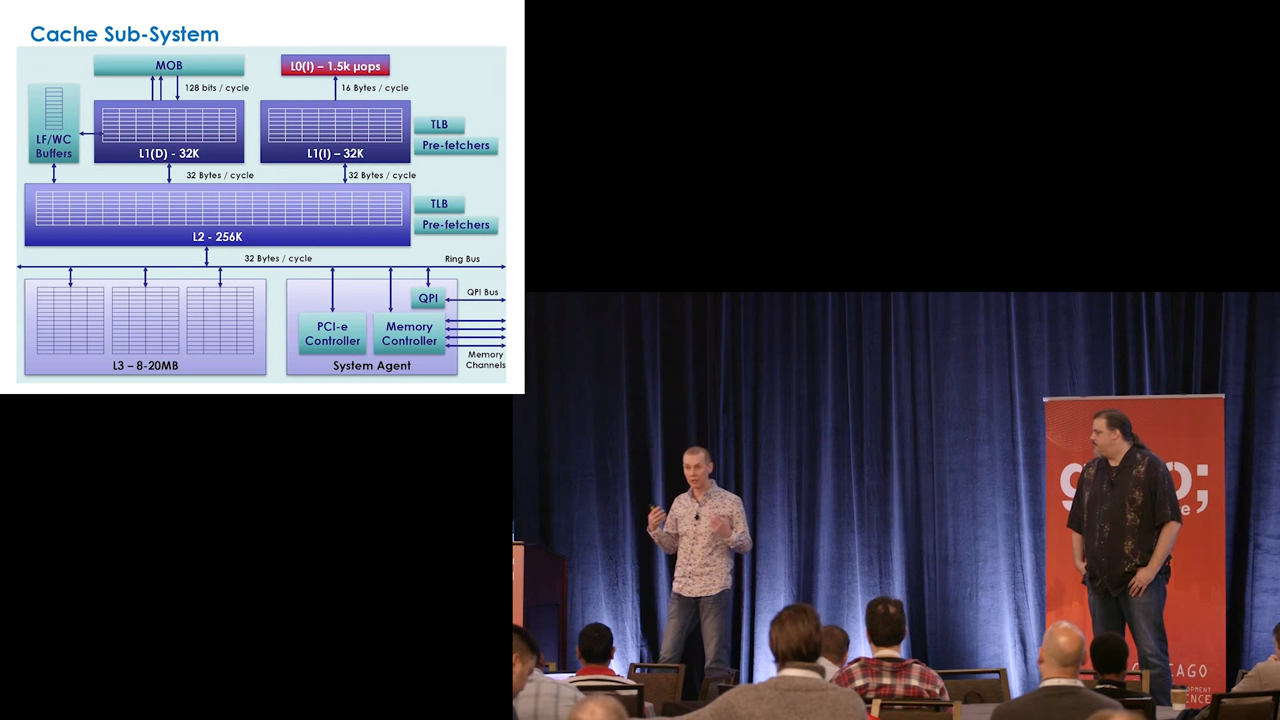 Cache Sub-System
MOB
L0(I) – 1.5k µops
128 bits / cycle
16 Bytes / cycle
LF/WC
Buffers
L1(D) - 32K
L1(I) – 32K
TLB
Pre-fetchers
32 Bytes / cycle
32 Bytes / cycle
L2 - 256K
TLB
Pre-fetchers
32 Bytes / cycle
Ring Bus
QPI
QPI Bus
PCI-e
Controller
Memory
Controller
L3 – 8-20MB
System Agent
Memory
Channels